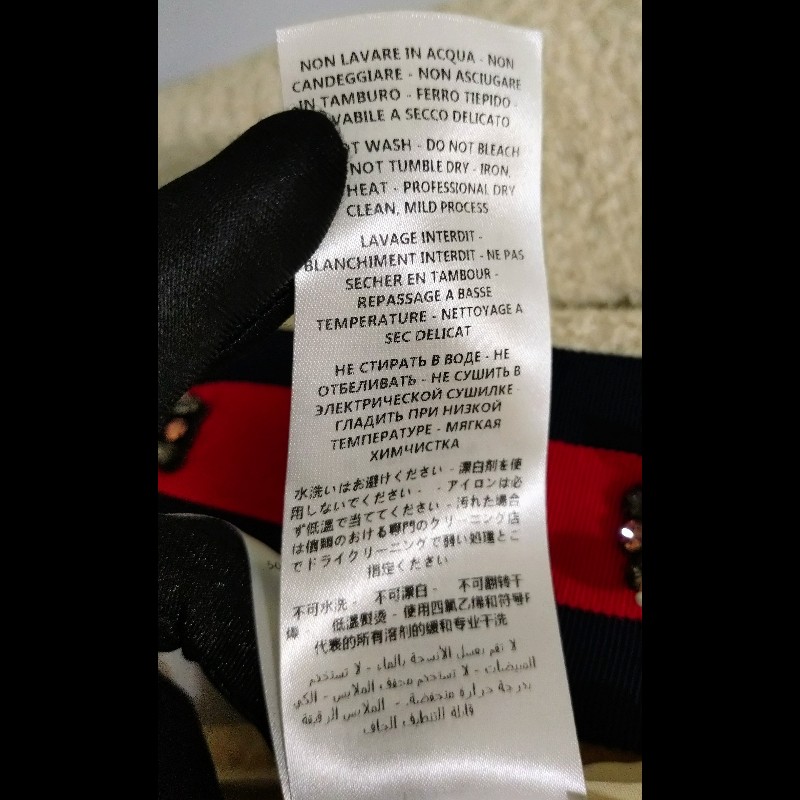 NON LAVARE IN ACQUA - NON
CANDEGGIARE - NON ASCIUGARE
IN TAMBURO - FERRO TIEPIDO -
VABILE A SECCO DELICATO
OT WASH - DO NOT BLEACH
NOT TUMBLE DRY - IRON,
HEAT - PROFESSIONAL DRY
CLEAN, MILD PROCESS
LAVAGE INTERDIT -
BLANCHIMENT INTERDIT - NE PAS
SECHER EN TAMBOUR -
REPASSAGE A BASSE
TEMPERATURE - NETTOYAGE A
SEC DELICAT
НЕ СТИРАТЬ В ВОДЕ - НЕ
ОТБЕЛИВАТЬ - НЕ СУШИТЬ В
ЭЛЕКТРИЧЕСКОЙ СУШИЛКЕ -
ГЛАДИТЬ ПРИ НИЗКОЙ
ТЕМПЕРАТУРЕ - МЯГКАЯ
ХИМЧИСТКА
水洗いはお避けください - 漂白剤を使
用しないでください - - アイロンは必
ず低温で当ててください - 汚れた場合
は信頼のおける専門のクリーニング店
でドライクリーニングで弱い処理とご
指定ください
不可水洗 - 不可漂白 - 不可翻转干
燥 低温熨烫 - 使用四氯乙烯和符号F
代表的所有溶剂的缓和专业干洗
لا تقم بغسل الأنسجة بالماء - لا تستخدم
المبيضات - لا تستخدم مجفف الملابس - الكي
بدرجة حرارة منخفضة - الملابس الرقيقة
قابلة للتنظيف الجاف